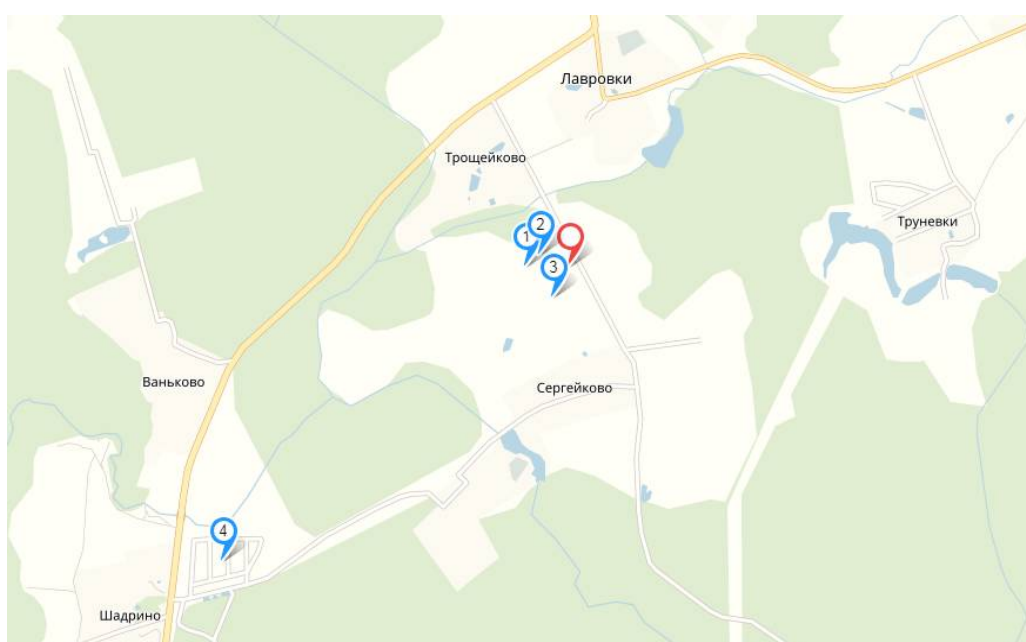 Лавровки
Трощейково
Труневки
1
2
3
Ваньково
Сергейково
4
Шадрино